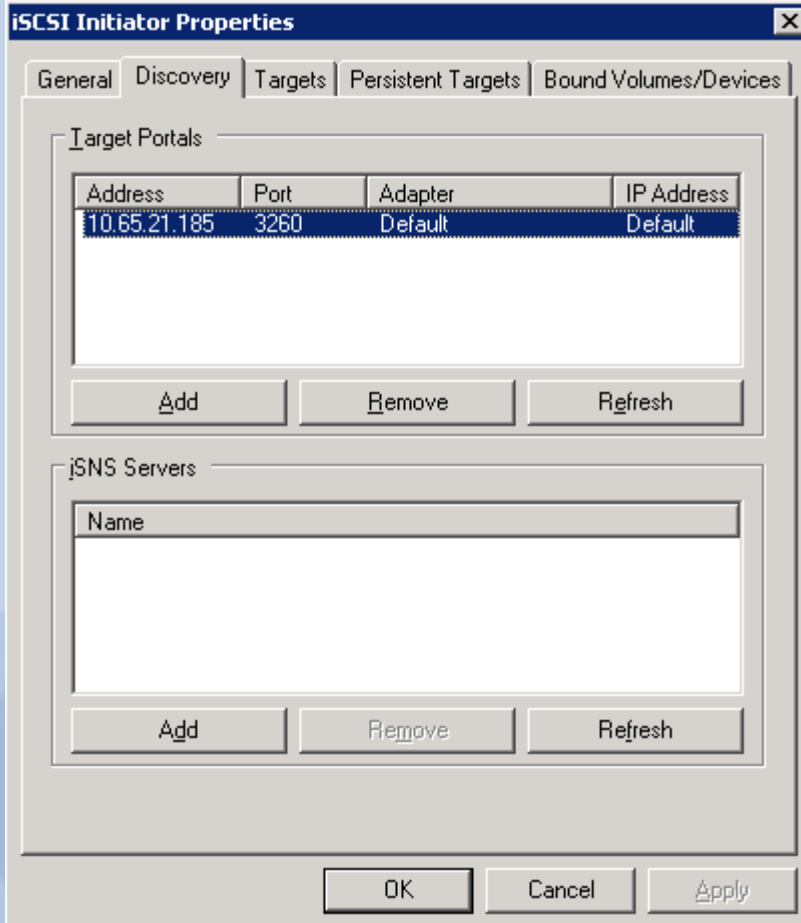 iSCSI Initiator Properties
General Discovery Targets Persistent Targets Bound Volumes/Devices
Target Portals
Address Port Adapter IP Address
10.65.21.185 3260 Default Default
Add Remove Refresh
iSNS Servers
Name
Add Remove Refresh
OK Cancel Apply